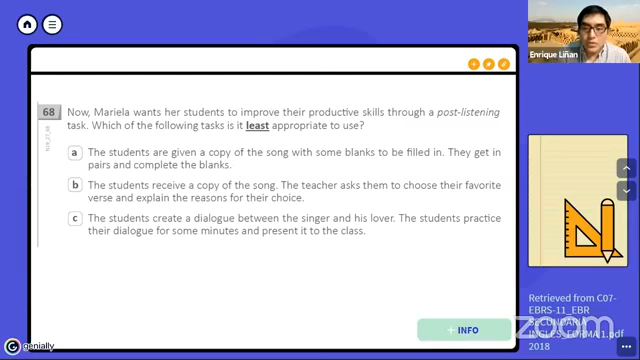 Enrique Liñan
68
Now, Mariela wants her students to improve their productive skills through a post-listening
task. Which of the following tasks is it least appropriate to use?
a The students are given a copy of the song with some blanks to be filled in. They get in
pairs and complete the blanks.
b The students receive a copy of the song. The teacher asks them to choose their favorite
verse and explain the reasons for their choice.
c The students create a dialogue between the singer and his lover. The students practice
their dialogue for some minutes and present it to the class.
+ INFO
Retrieved from C07-
EBRS-11_EBR
SECUNDARIA
INGLES_FORMA 1.pdf
2018
zoom
genially